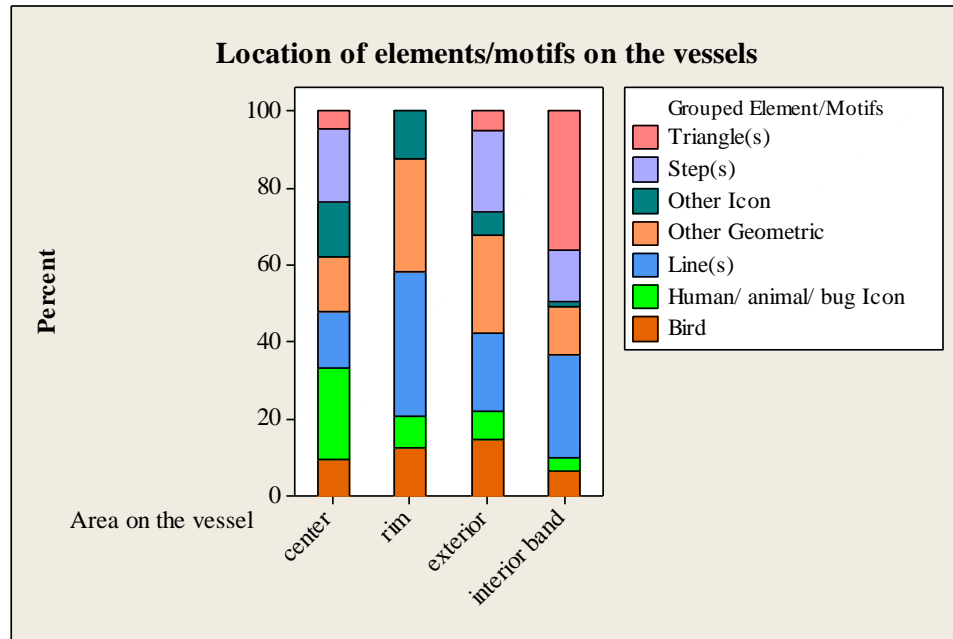 Location of elements/motifs on the vessels
Percent
100
80
60
40
20
0
Area on the vessel
center
rim
exterior
interior band
Grouped Element/Motifs
Triangle(s)
Step(s)
Other Icon
Other Geometric
Line(s)
Human/ animal/ bug Icon
Bird